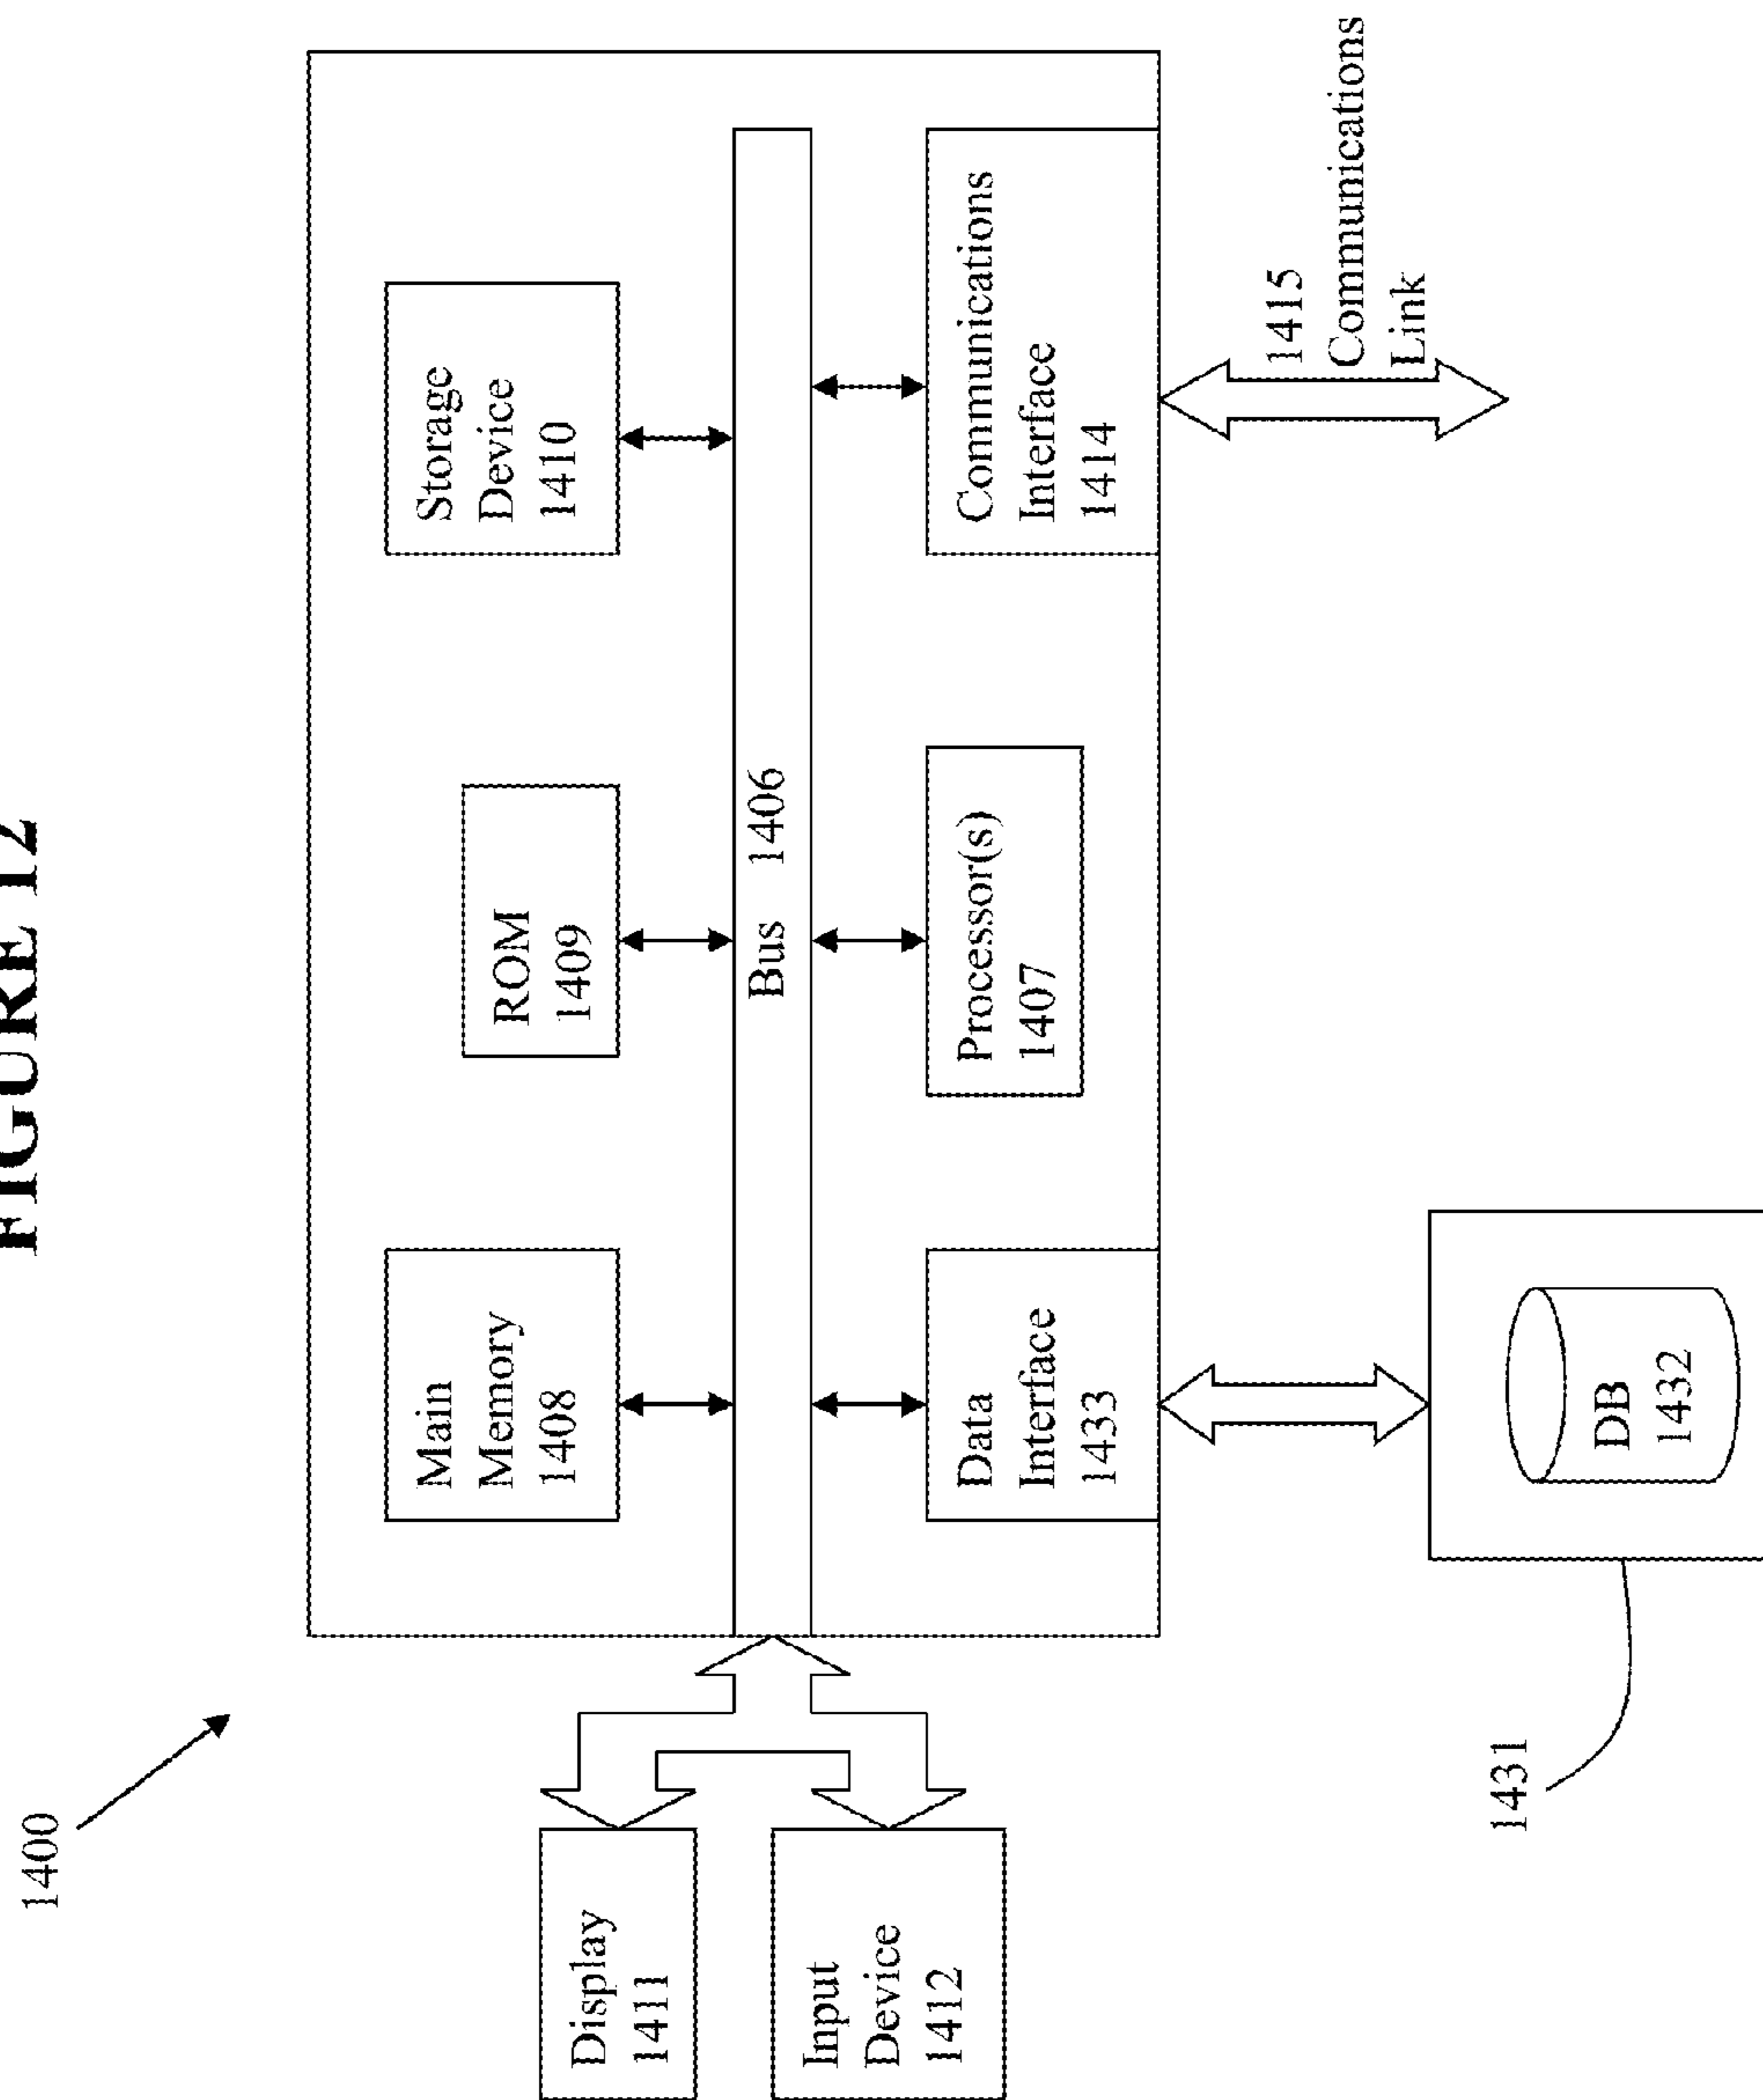 FIGURE 12
1400
Main
Memory
1408
ROM
1409
Storage
Device
1410
Display
1411
Bus 1406
Input
Device
1412
Data
Interface
1433
Processor(s)
1407
Communications
Interface
1414
1415
Communications
Link
1431
DB
1432